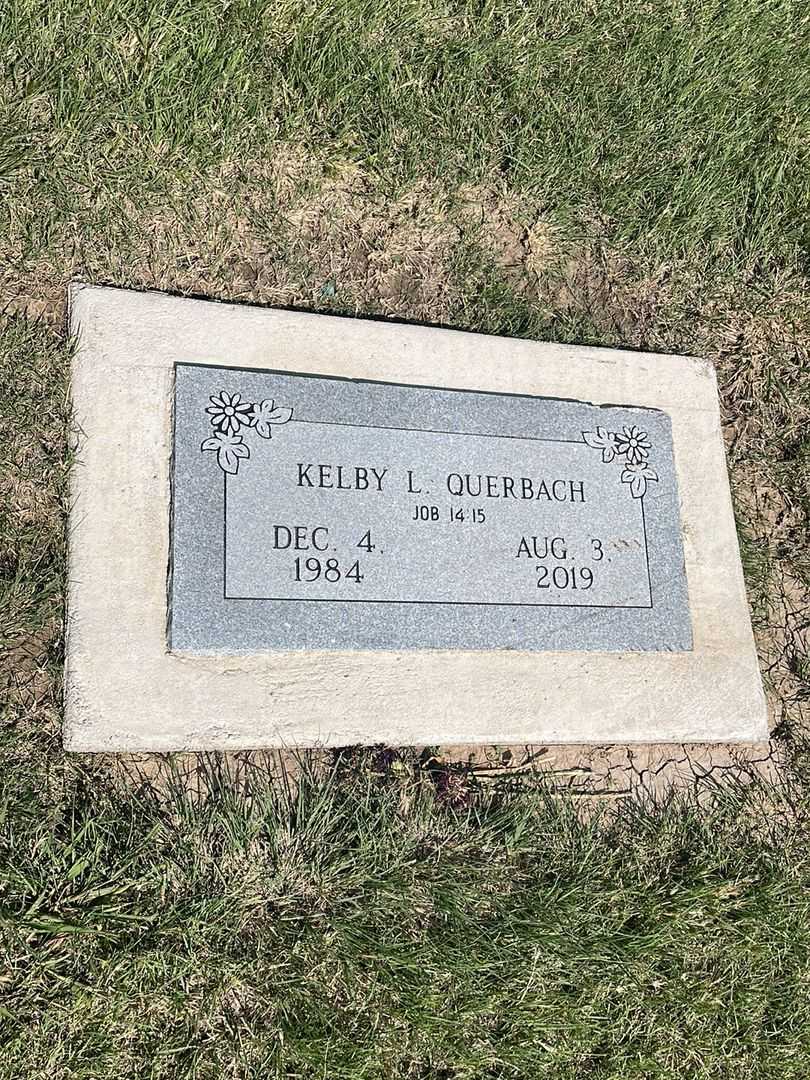 KELBY L. QUERBACH
JOB 14:15
DEC. 4, AUG. 3,
1984 2019